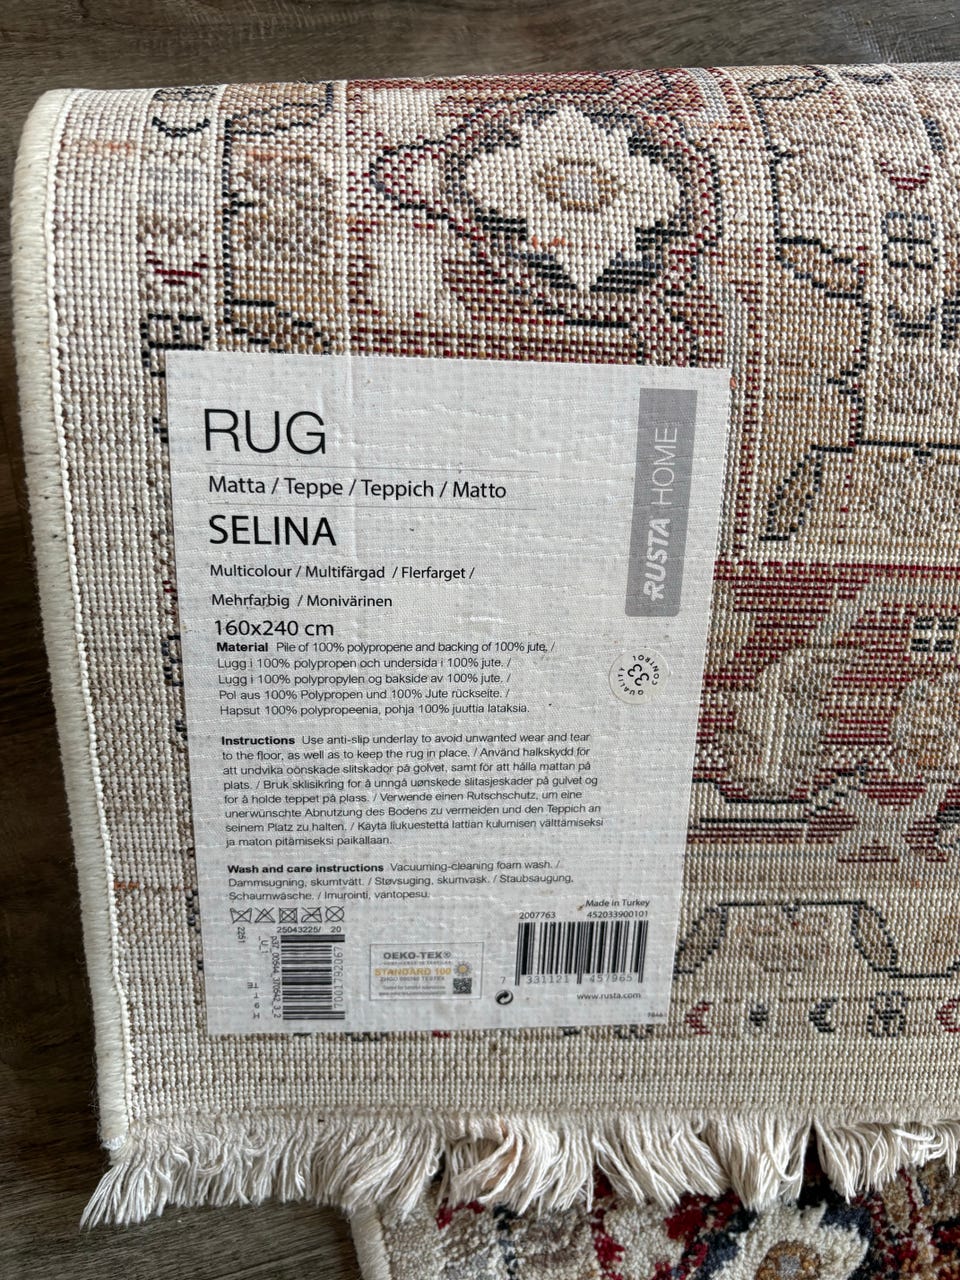 RUG
Matta / Teppe / Teppich / Matto
SELINA
Multicolour / Multifärgad / Flerfarget /
Mehrfarbig / Monivärinen
160x240 cm
Material Pile of 100% polypropene and backing of 100% jute. /
Lugg i 100% polypropen och undersida i 100% jute. /
Lugg i 100% polypropylen og bakside av 100% jute. /
Pol aus 100% Polypropen und 100% Jute rückseite. /
Hapsut 100% polypropeenia, pohja 100% juuttia lataksia.
RUSTA HOME
QUALITY CONTROL
33
Instructions Use anti-slip underlay to avoid unwanted wear and tear
to the floor, as well as to keep the rug in place. / Använd halkskydd för
att undvika oönskade slitskador på golvet, samt för att hålla mattan på
plats. / Bruk sklisikring for å unngå uønskede slitasjeskader på gulvet og
for å holde teppet på plass. / Verwende einen Rutschschutz, um eine
unerwünschte Abnutzung des Bodens zu vermeiden und den Teppich an
seinem Platz zu halten. / Käytä liukuestettä lattian kulumisen välttämiseksi
ja maton pitämiseksi paikallaan.
Wash and care instructions Vacuuming-cleaning foam wash. /
Dammsugning, skumtvätt. / Støvsuging, skumvask. / Staubsaugung,
Schaumwäsche. / Imurointi, vantopesu.
Made in Turkey
2007763 452033900101
7 331121 457965
www.rusta.com
2251
25043225/ 20
OEKO-TEX®
STANDARD 100